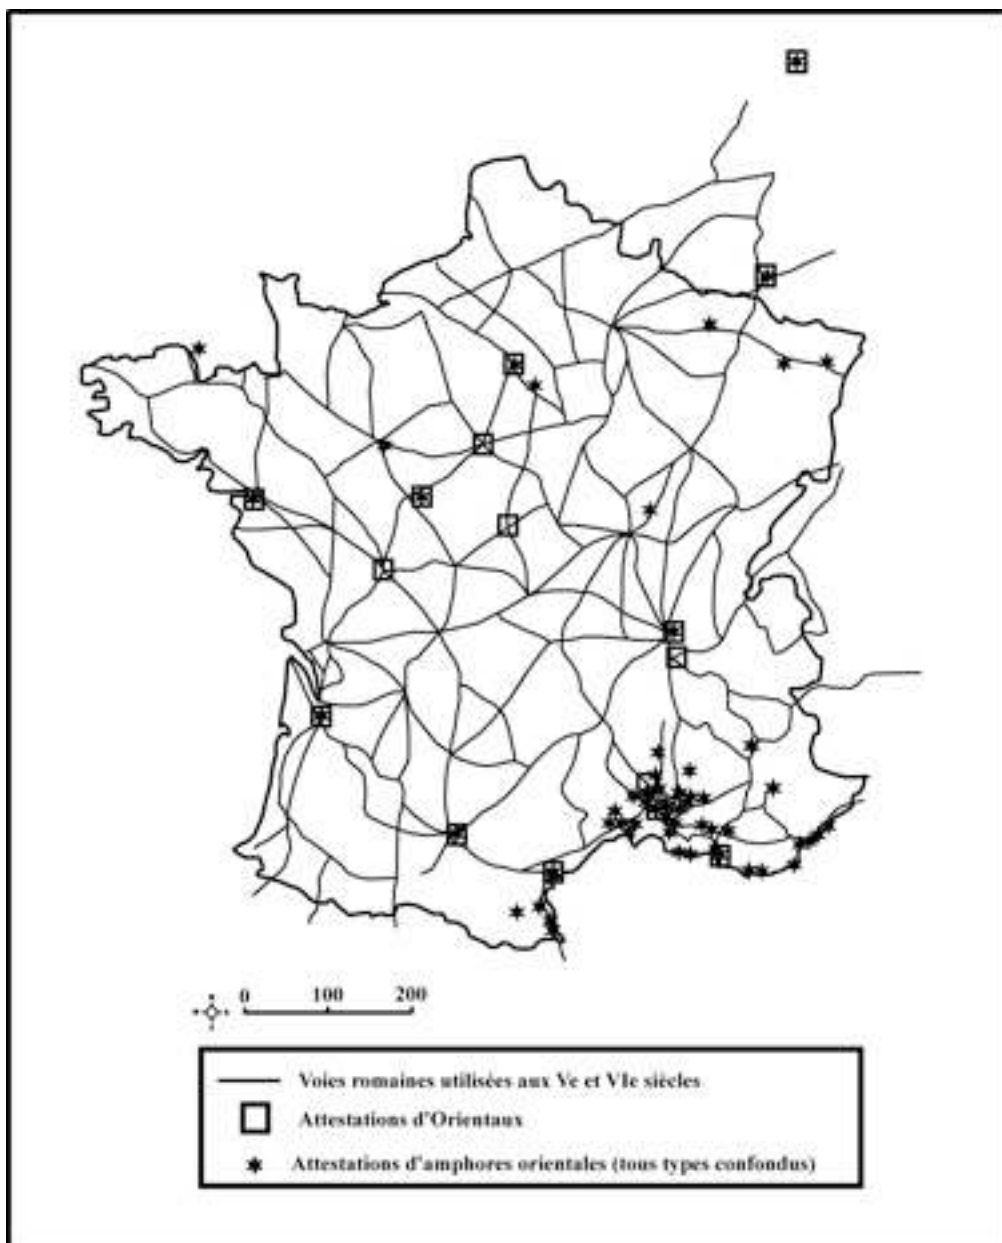 0 100 200
Voies romaines utilisées aux Ve et VIe siècles
Attestations d'Orientaux
Attestations d'amphores orientales (tous types confondus)